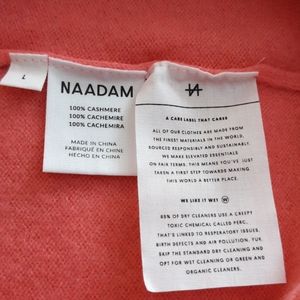 L
NAADAM
100% CASHMERE
100% CACHEMIRE
100% CACHEMIRA
MADE IN CHINA
FABRIQUÉ EN CHINE
HECHO EN CHINA
A CARE LABEL THAT CARES
ALL OF OUR CLOTHES ARE MADE FROM
THE FINEST MATERIALS IN THE WORLD,
SOURCED RESPONSIBLY AND SUSTAINABLY
WE MAKE ELEVATED ESSENTIALS
ON FAIR TERMS. THIS MEANS YOU'VE JUST
TAKEN A FIRST STEP TOWARDS MAKING
THIS WORLD A BETTER PLACE.
WE LIKE IT WET W
85% OF DRY CLEANERS USE A CREEPY
TOXIC CHEMICAL CALLED PERC,
THAT'S LINKED TO RESPIRATORY ISSUES,
BIRTH DEFECTS AND AIR POLLUTION. FUR
SKIP THE STANDARD DRY CLEANING AND
OPT FOR WET CLEANING OR GREEN AND
ORGANIC CLEANERS.